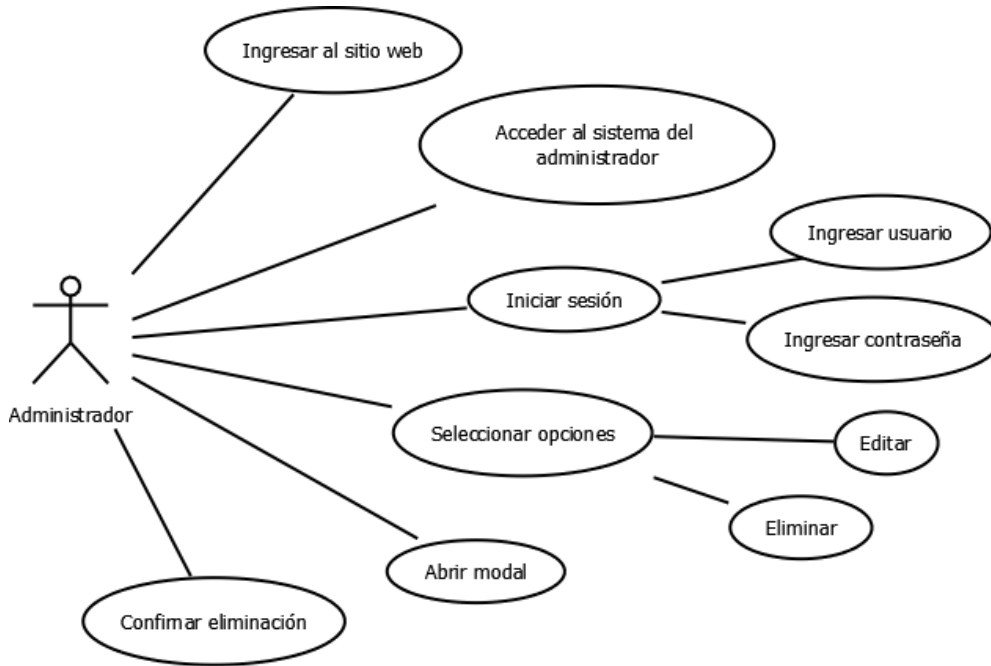 Ingresar al sitio web
Acceder al sistema del
administrador
Ingresar usuario
Iniciar sesión
Ingresar contraseña
Administrador
Seleccionar opciones
Editar
Eliminar
Abrir modal
Confimar eliminación